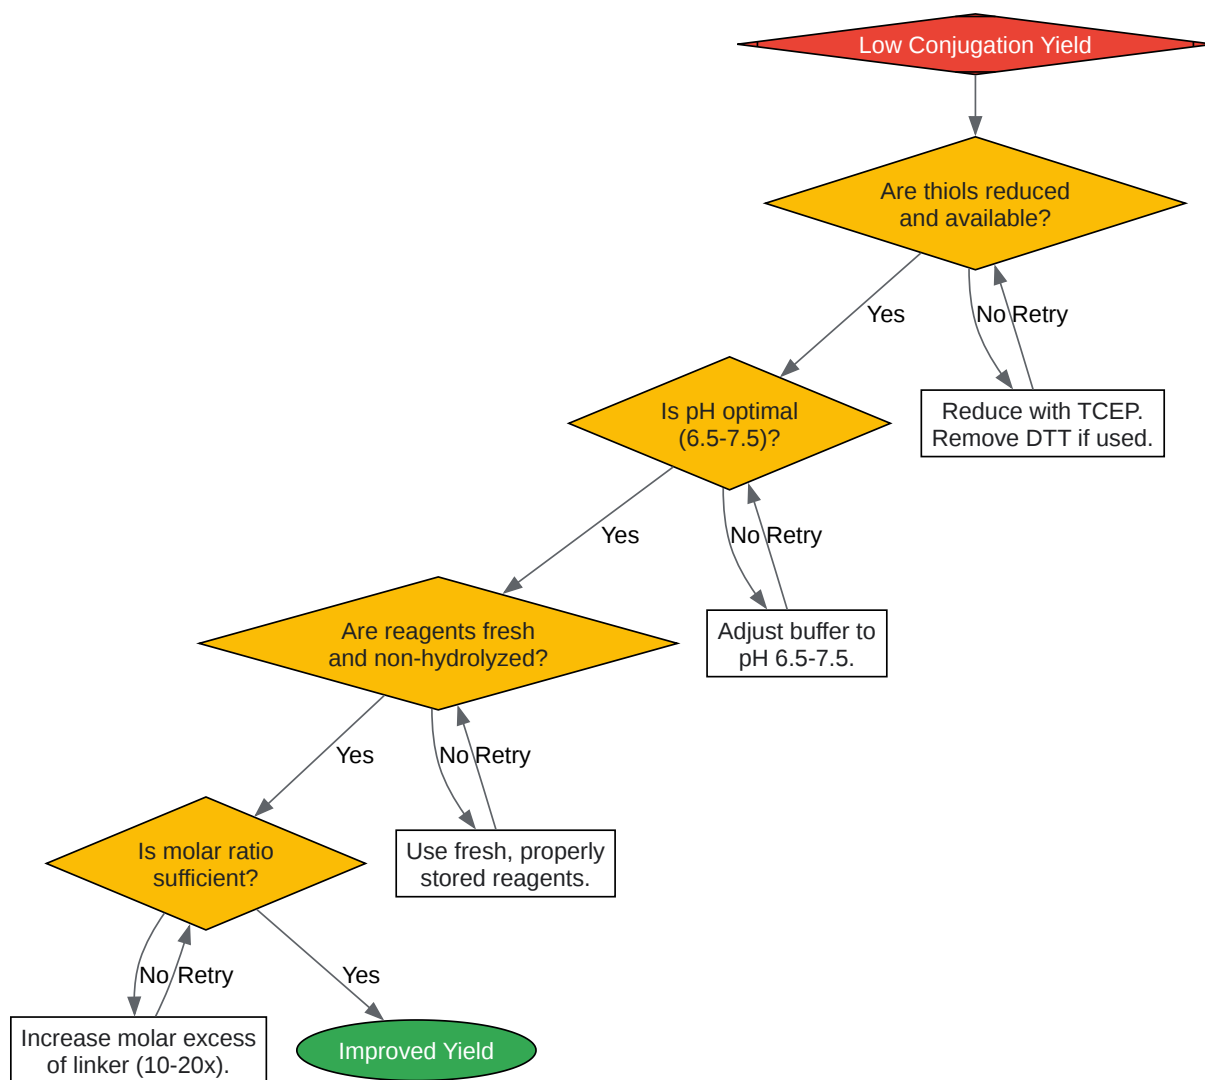 Low Conjugation Yield
Are thiols reduced
and available?
Yes
No
Retry
Is pH optimal
(6.5-7.5)?
Reduce with TCEP.
Remove DTT if used.
Yes
No
Retry
Are reagents fresh
and non-hydrolyzed?
Adjust buffer to
pH 6.5-7.5.
Yes
No
Retry
Is molar ratio
sufficient?
Use fresh, properly
stored reagents.
No
Retry
Yes
Increase molar excess
of linker (10-20x).
Improved Yield